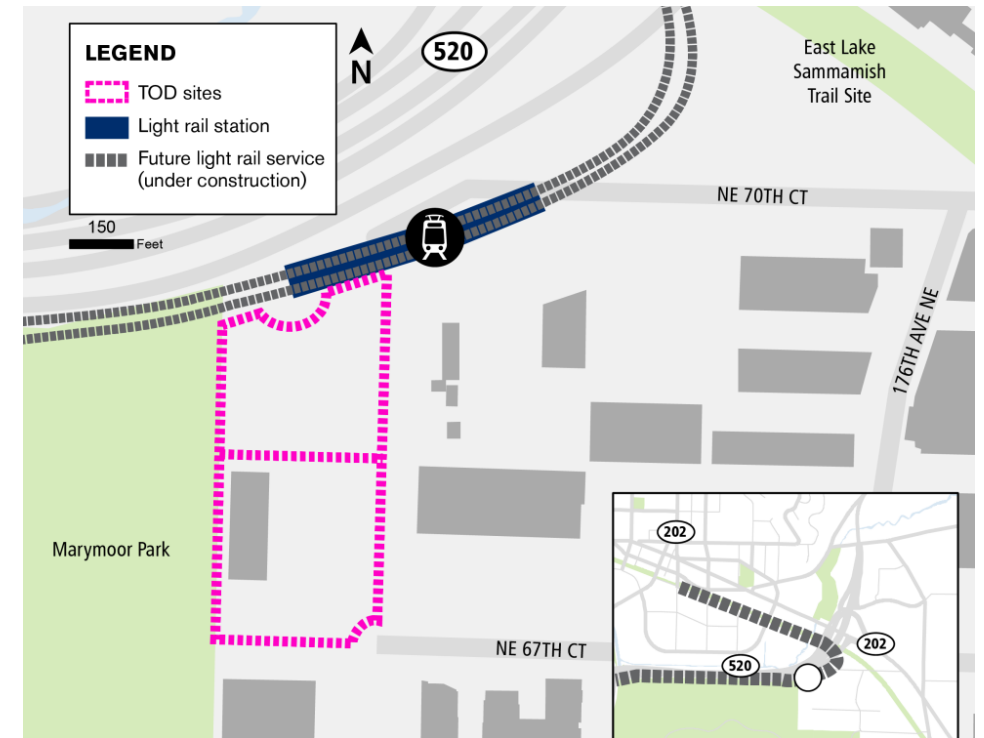 LEGEND
TOD sites
Light rail station
Future light rail service
(under construction)
N
520
East Lake
Sammamish
Trail Site
NE 70TH CT
150
Feet
176TH AVE NE
Marymoor Park
NE 67TH CT
202
202
520